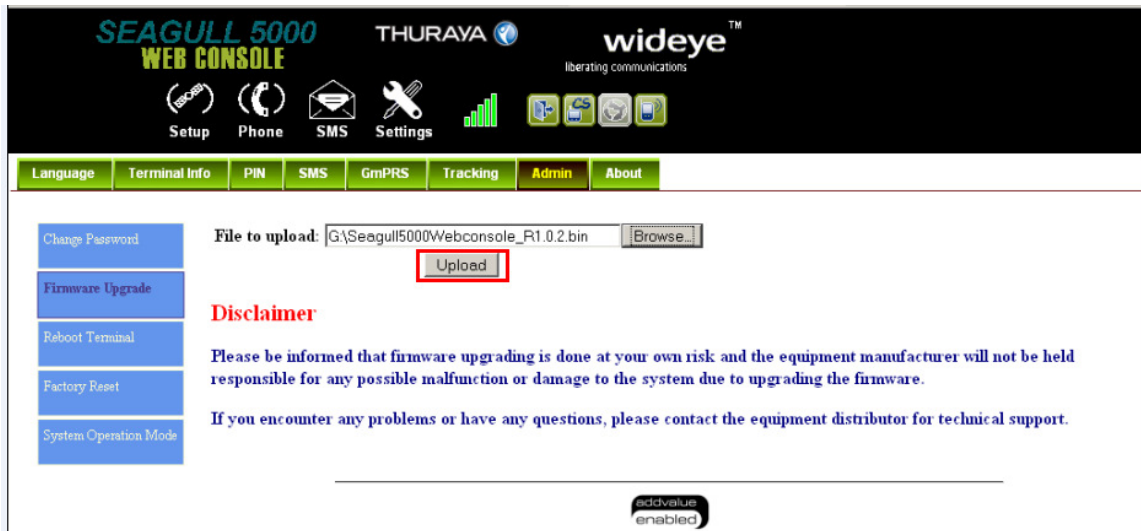 SEAGULL 5000
WEB CONSOLE
THURAYA
wideye™
liberating communications
Setup Phone SMS Settings
CS
Language Terminal Info PIN SMS GmPRS Tracking Admin About
Change Password
Firmware Upgrade
Reboot Terminal
Factory Reset
System Operation Mode
File to upload: G:\Seagull5000Webconsole_R1.0.2.bin Browse...
Upload
Disclaimer
Please be informed that firmware upgrading is done at your own risk and the equipment manufacturer will not be held
responsible for any possible malfunction or damage to the system due to upgrading the firmware.
If you encounter any problems or have any questions, please contact the equipment distributor for technical support.
addvalue
enabled